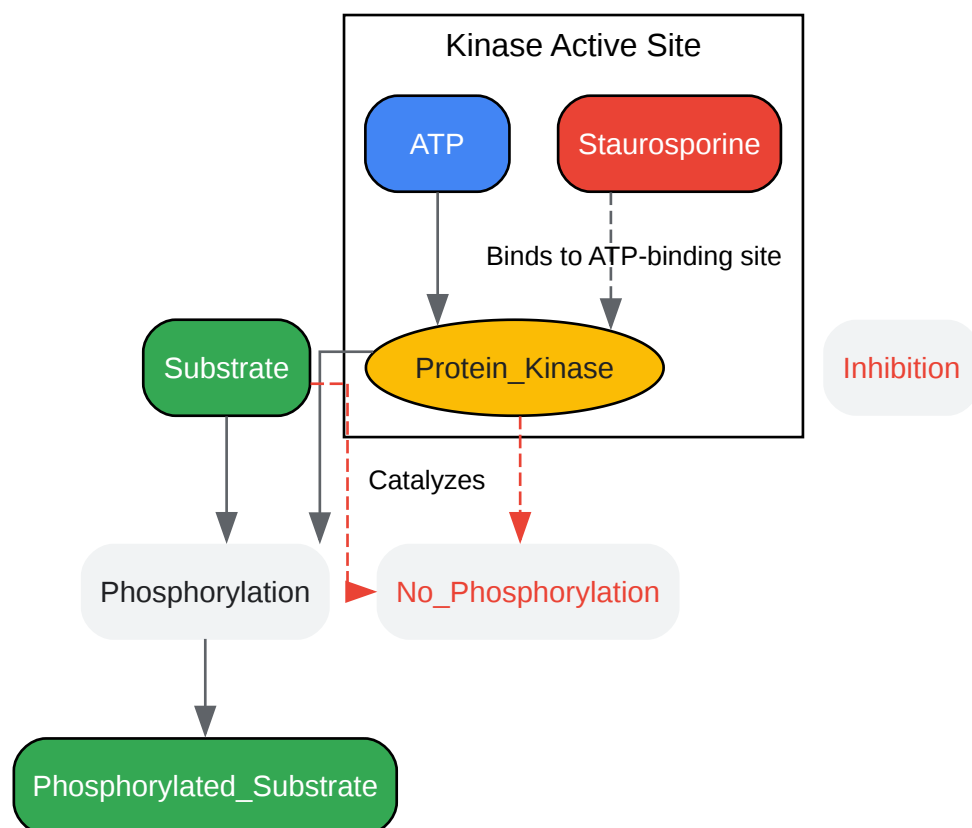 Kinase Active Site
ATP
Staurosporine
Binds to ATP-binding site
Substrate
Protein_Kinase
Inhibition
Catalyzes
Phosphorylation
No_Phosphorylation
Phosphorylated_Substrate